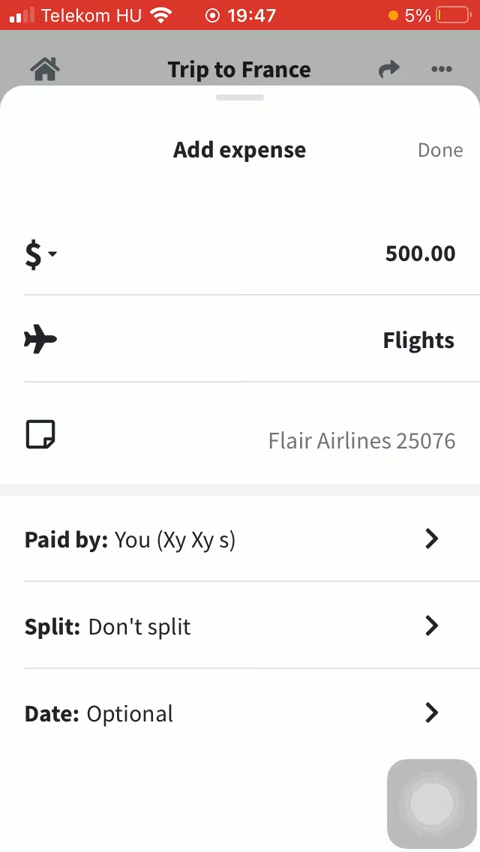 Telekom HU 19:47 5%
Trip to France
Add expense Done
$ 500.00
Flights
Flair Airlines 25076
Paid by: You (Xy Xy s)
Split: Don't split
Date: Optional